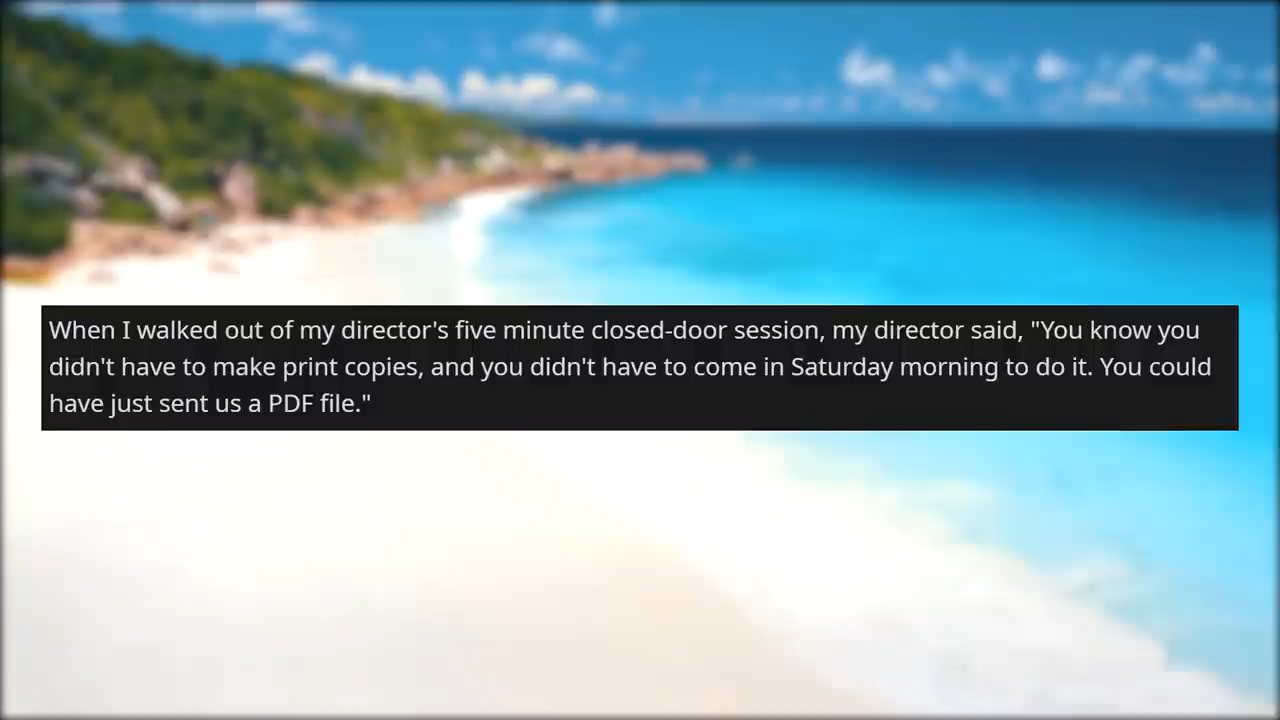 When I walked out of my director's five minute closed-door session, my director said, "You know you
didn't have to make print copies, and you didn't have to come in Saturday morning to do it. You could
have just sent us a PDF file."